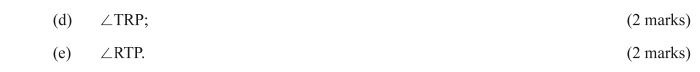 (d) ∠TRP; (2 marks)
(e) ∠RTP. (2 marks)